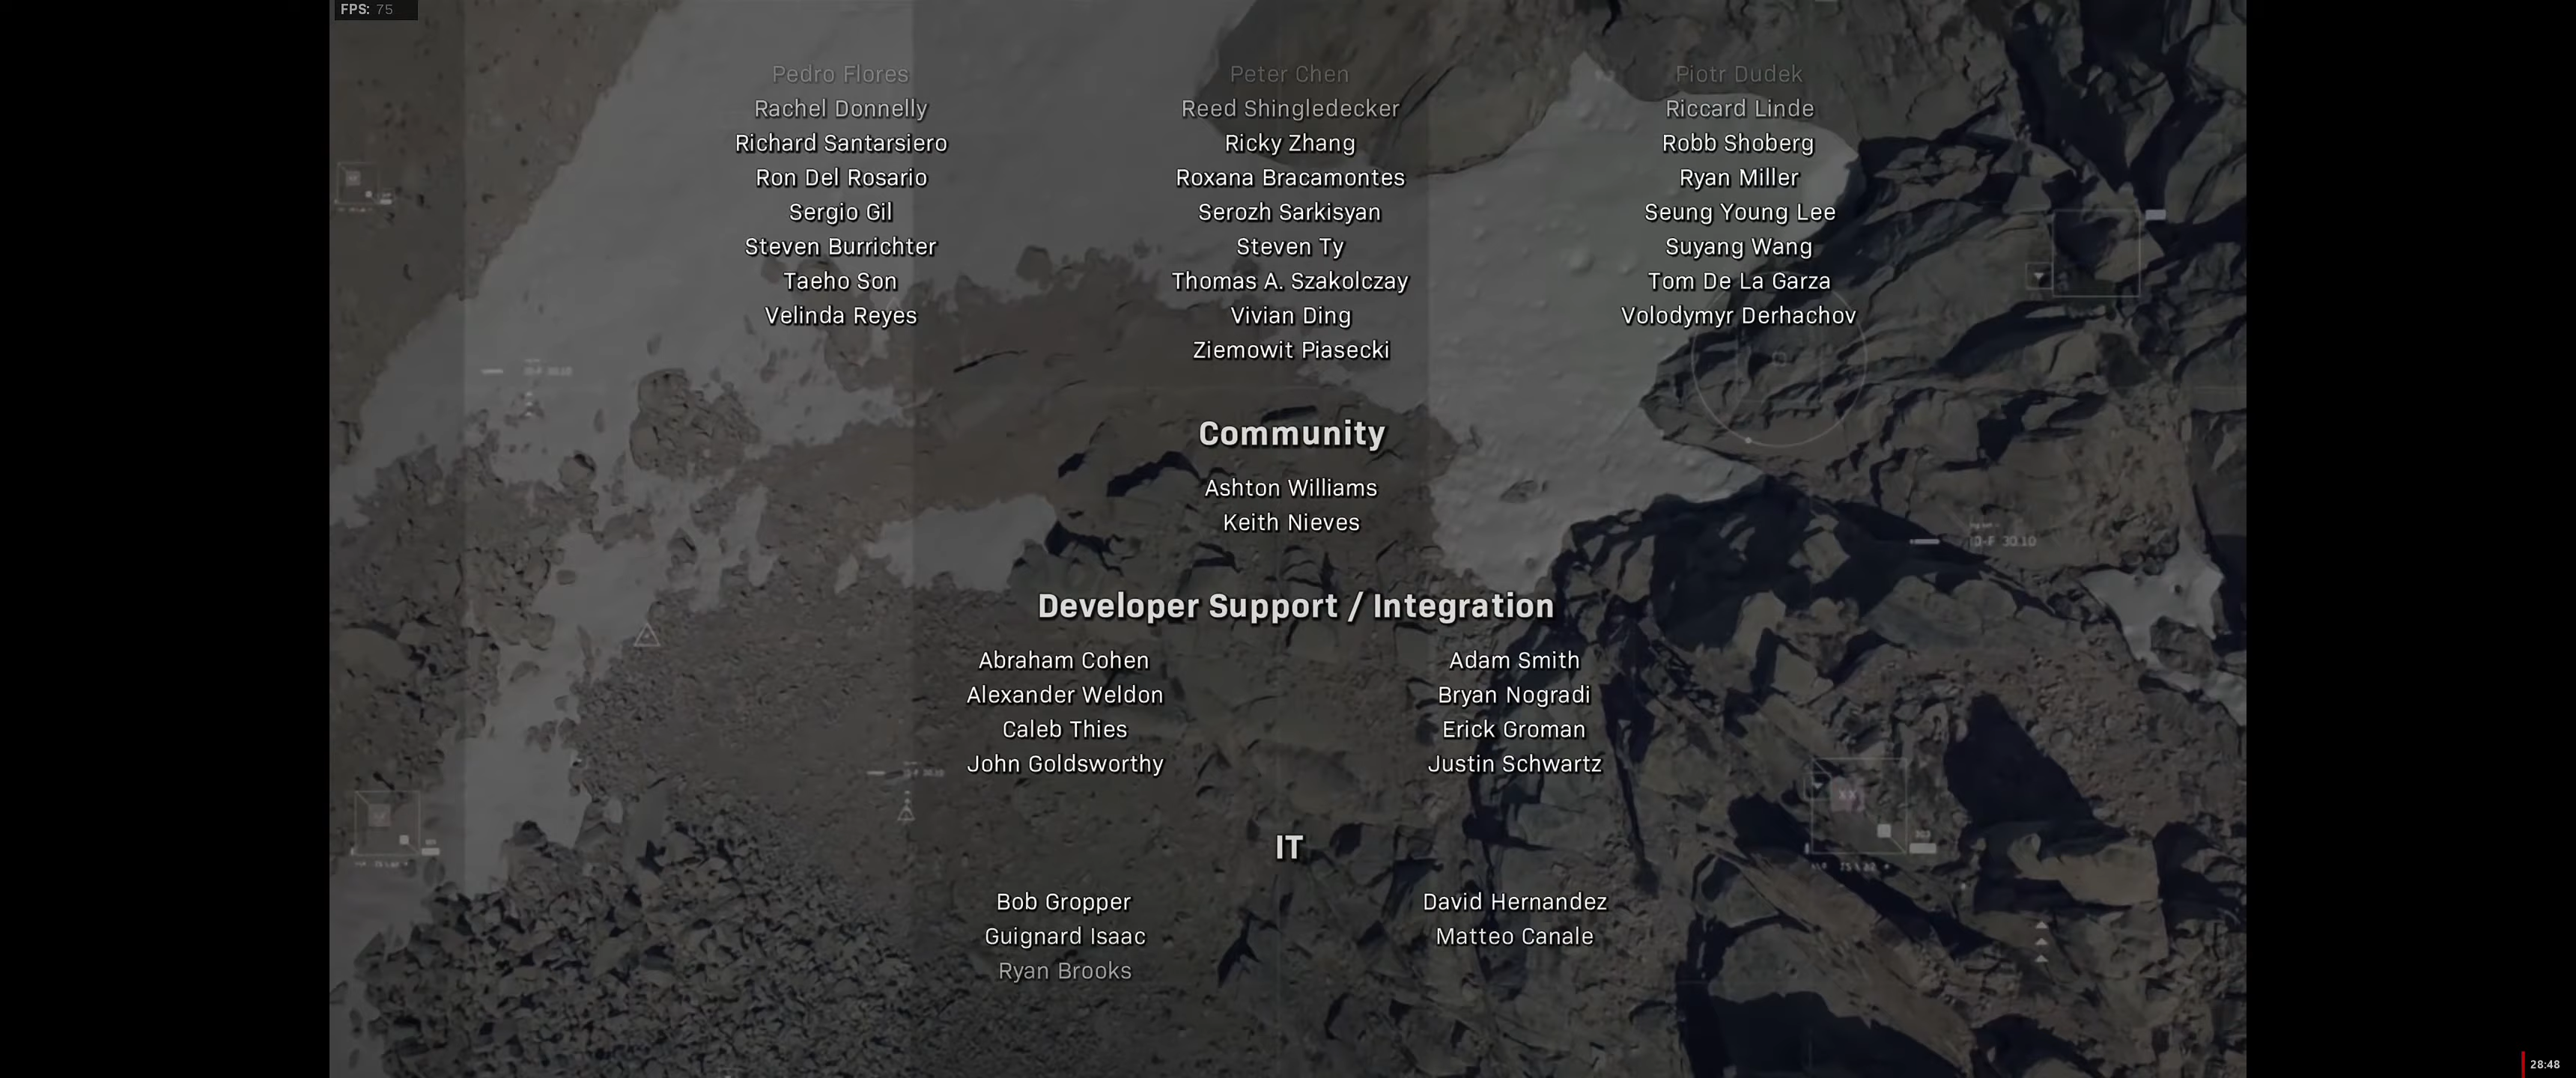 FPS: 75
Pedro Flores Peter Chen Piotr Dudek
Rachel Donnelly Reed Shingledecker Riccard Linde
Richard Santarsiero Ricky Zhang Robb Shoberg
Ron Del Rosario Roxana Bracamontes Ryan Miller
Sergio Gil Serozh Sarkisyan Seung Young Lee
Steven Burrichter Steven Ty Suyang Wang
Taeho Son Thomas A. Szakolczay Tom De La Garza
Velinda Reyes Vivian Ding Volodymyr Derhachov
Ziemowit Piasecki
Community
Ashton Williams
Keith Nieves
Developer Support / Integration
Abraham Cohen Adam Smith
Alexander Weldon Bryan Nogradi
Caleb Thies Erick Groman
John Goldsworthy Justin Schwartz
IT
Bob Gropper David Hernandez
Guignard Isaac Matteo Canale
Ryan Brooks
28:48